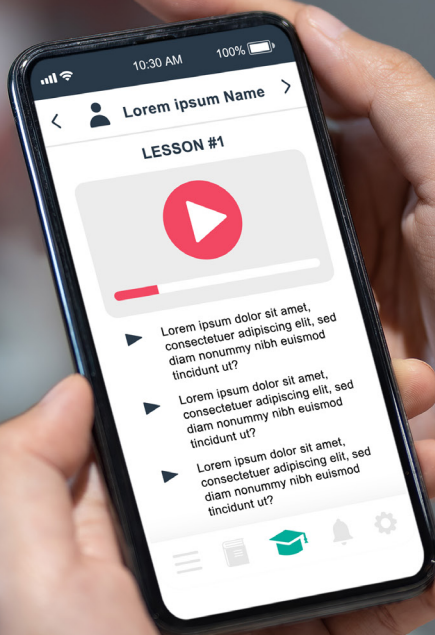 10:30 AM
100%
Lorem ipsum Name
LESSON #1
Lorem ipsum dolor sit amet,
consectetuer adipiscing elit, sed
diam nonummy nibh euismod
tincidunt ut?
Lorem ipsum dolor sit amet,
consectetuer adipiscing elit, sed
diam nonummy nibh euismod
tincidunt ut?
Lorem ipsum dolor sit amet,
consectetuer adipiscing elit, sed
diam nonummy nibh euismod
tincidunt ut?